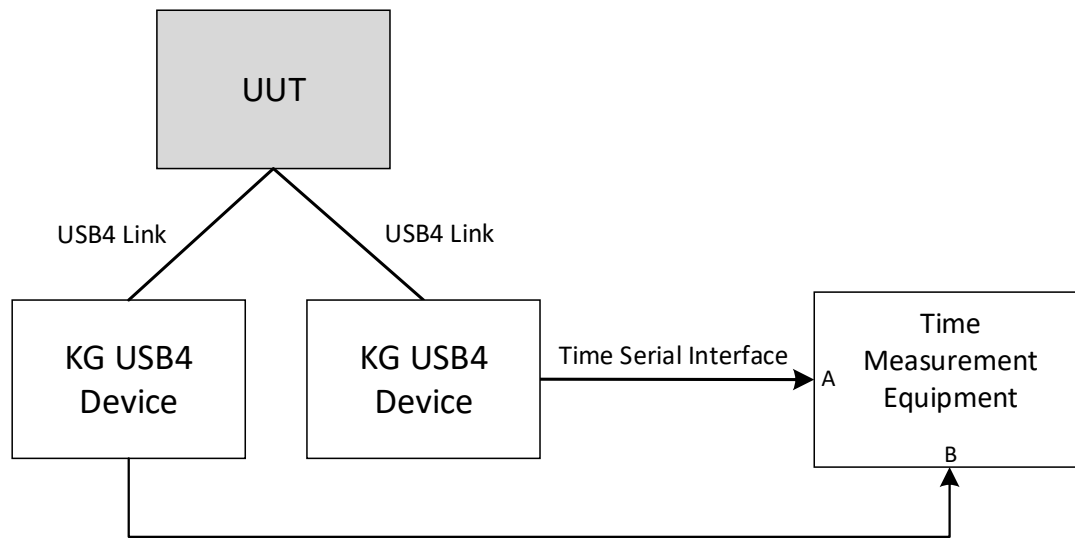 UUT
USB4 Link
USB4 Link
KG USB4
Device
KG USB4
Device
Time Serial Interface
A
Time
Measurement
Equipment
B